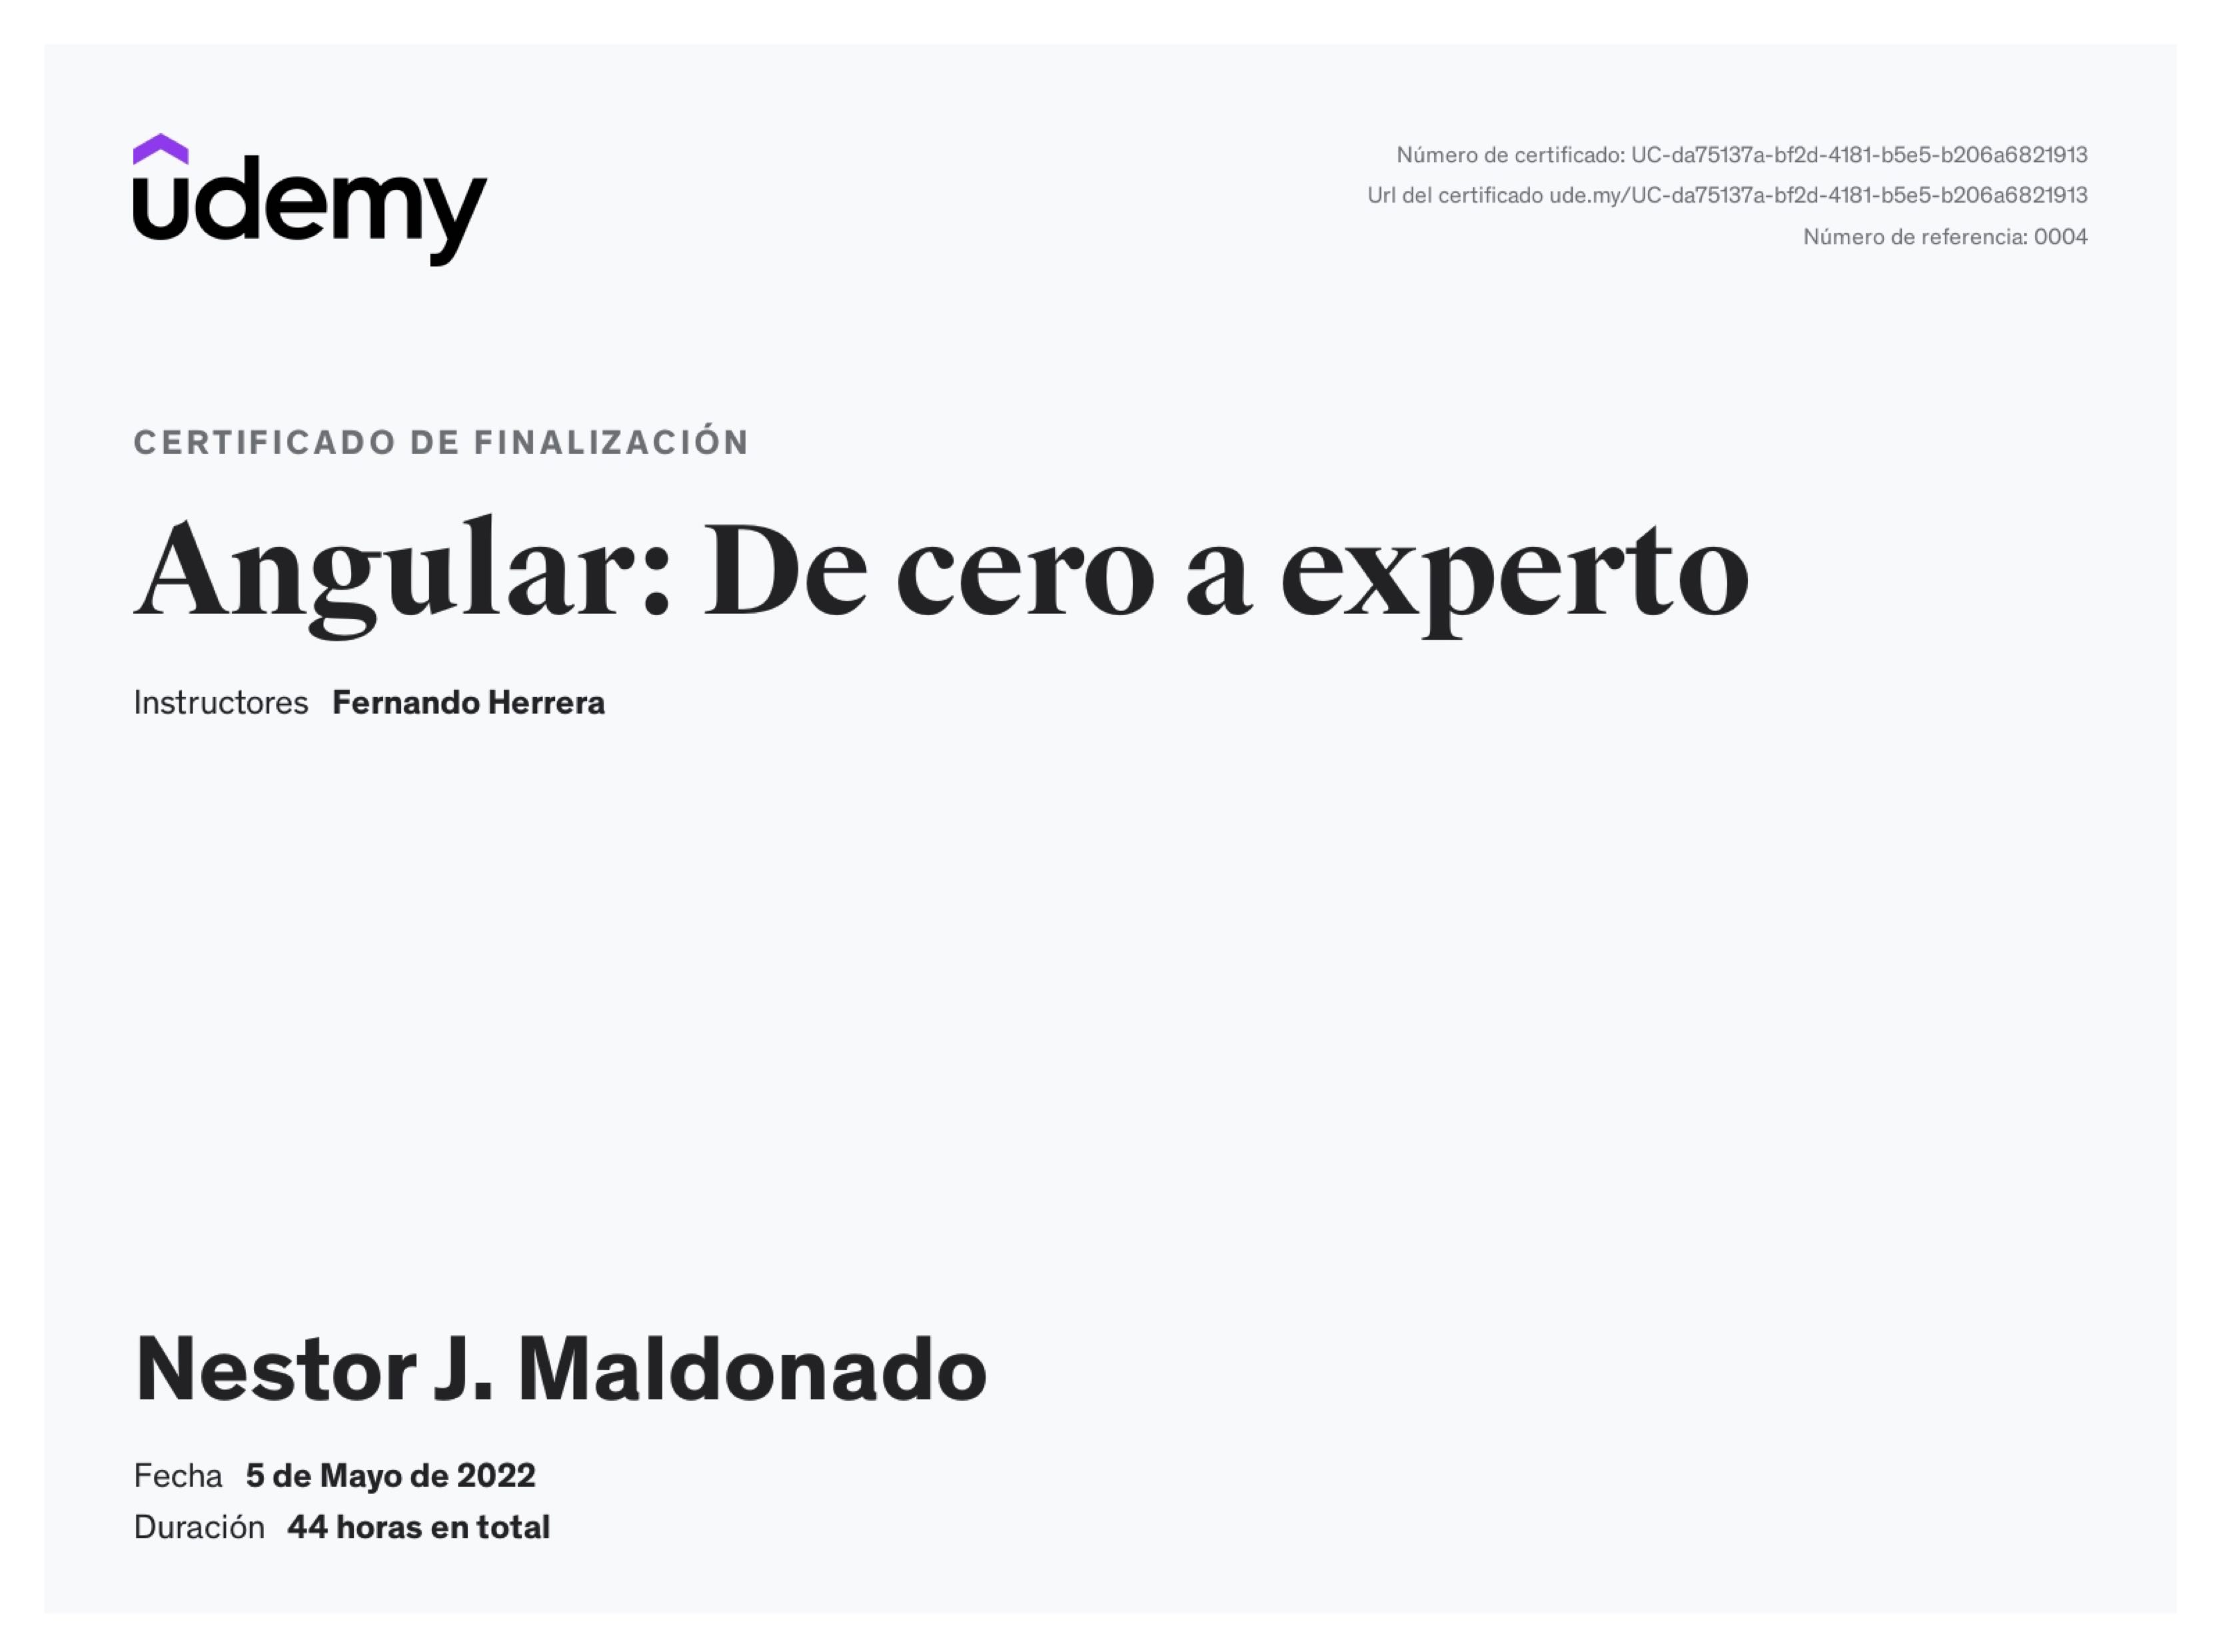 udemy
Número de certificado: UC-da75137a-bf2d-4181-b5e5-b206a6821913
Url del certificado ude.my/UC-da75137a-bf2d-4181-b5e5-b206a6821913
Número de referencia: 0004
CERTIFICADO DE FINALIZACIÓN
Angular: De cero a experto
Instructores Fernando Herrera
Nestor J. Maldonado
Fecha 5 de Mayo de 2022
Duración 44 horas en total